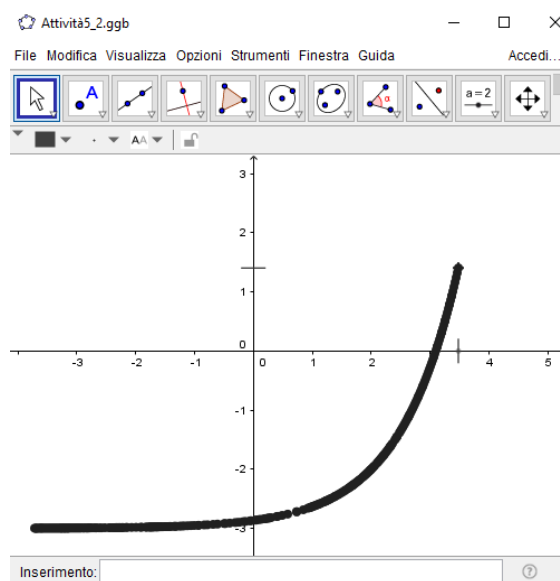 Attività5_2.ggb
File Modifica Visualizza Opzioni Strumenti Finestra Guida Accedi...
A α a=2
AA
3
2
1
0
-3 -2 -1 0 1 2 3 4 5
-1
-2
-3
Inserimento: ?